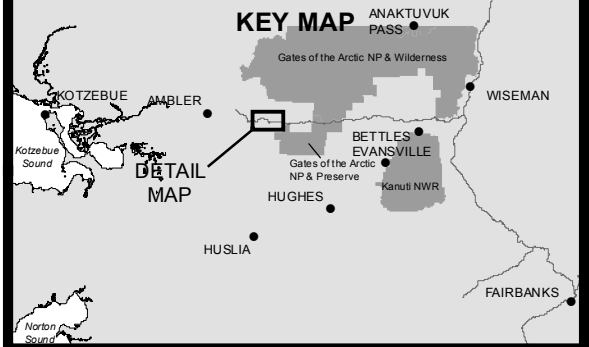 KEY MAP
ANAKTUVUK
PASS
Gates of the Arctic NP & Wilderness
KOTZEBUE
AMBLER
WISEMAN
Kotzebue
Sound
BETTLES
EVANSVILLE
DETAIL
MAP
Gates of the Arctic
NP & Preserve
Kanuti NWR
HUGHES
HUSLIA
FAIRBANKS
Norton
Sound